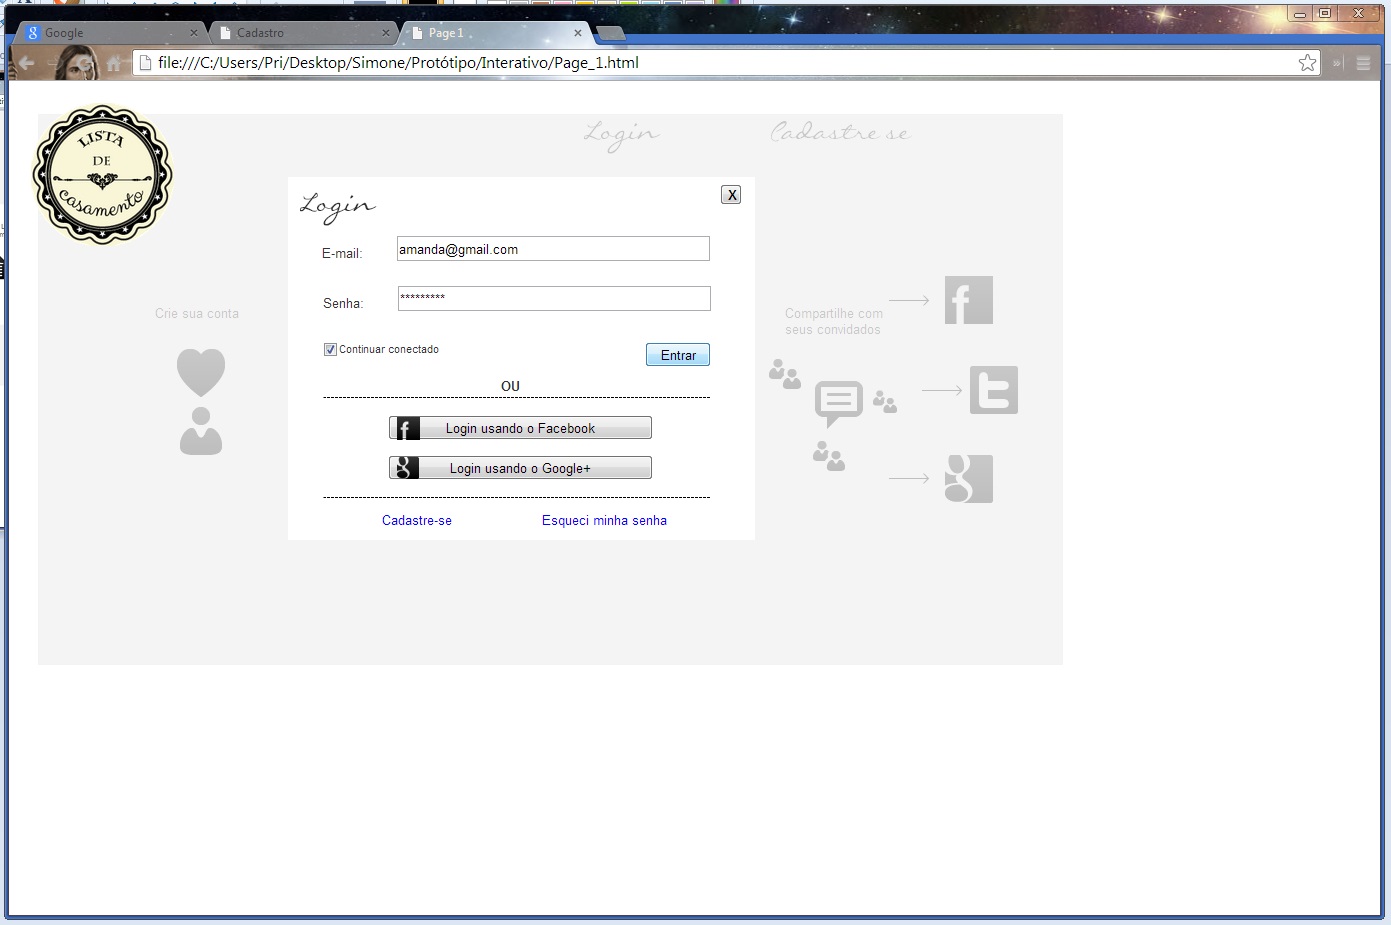 Google
Cadastro
Page1
file:///C:/Users/Pri/Desktop/Simone/Protótipo/Interativo/Page_1.html
LISTA
DE
casamento
Login
Cadastre se
Login
X
E-mail:
amanda@gmail.com
Senha:
*********
Continuar conectado
Entrar
OU
Login usando o Facebook
Login usando o Google+
Cadastre-se
Esqueci minha senha
Crie sua conta
Compartilhe com
seus convidados